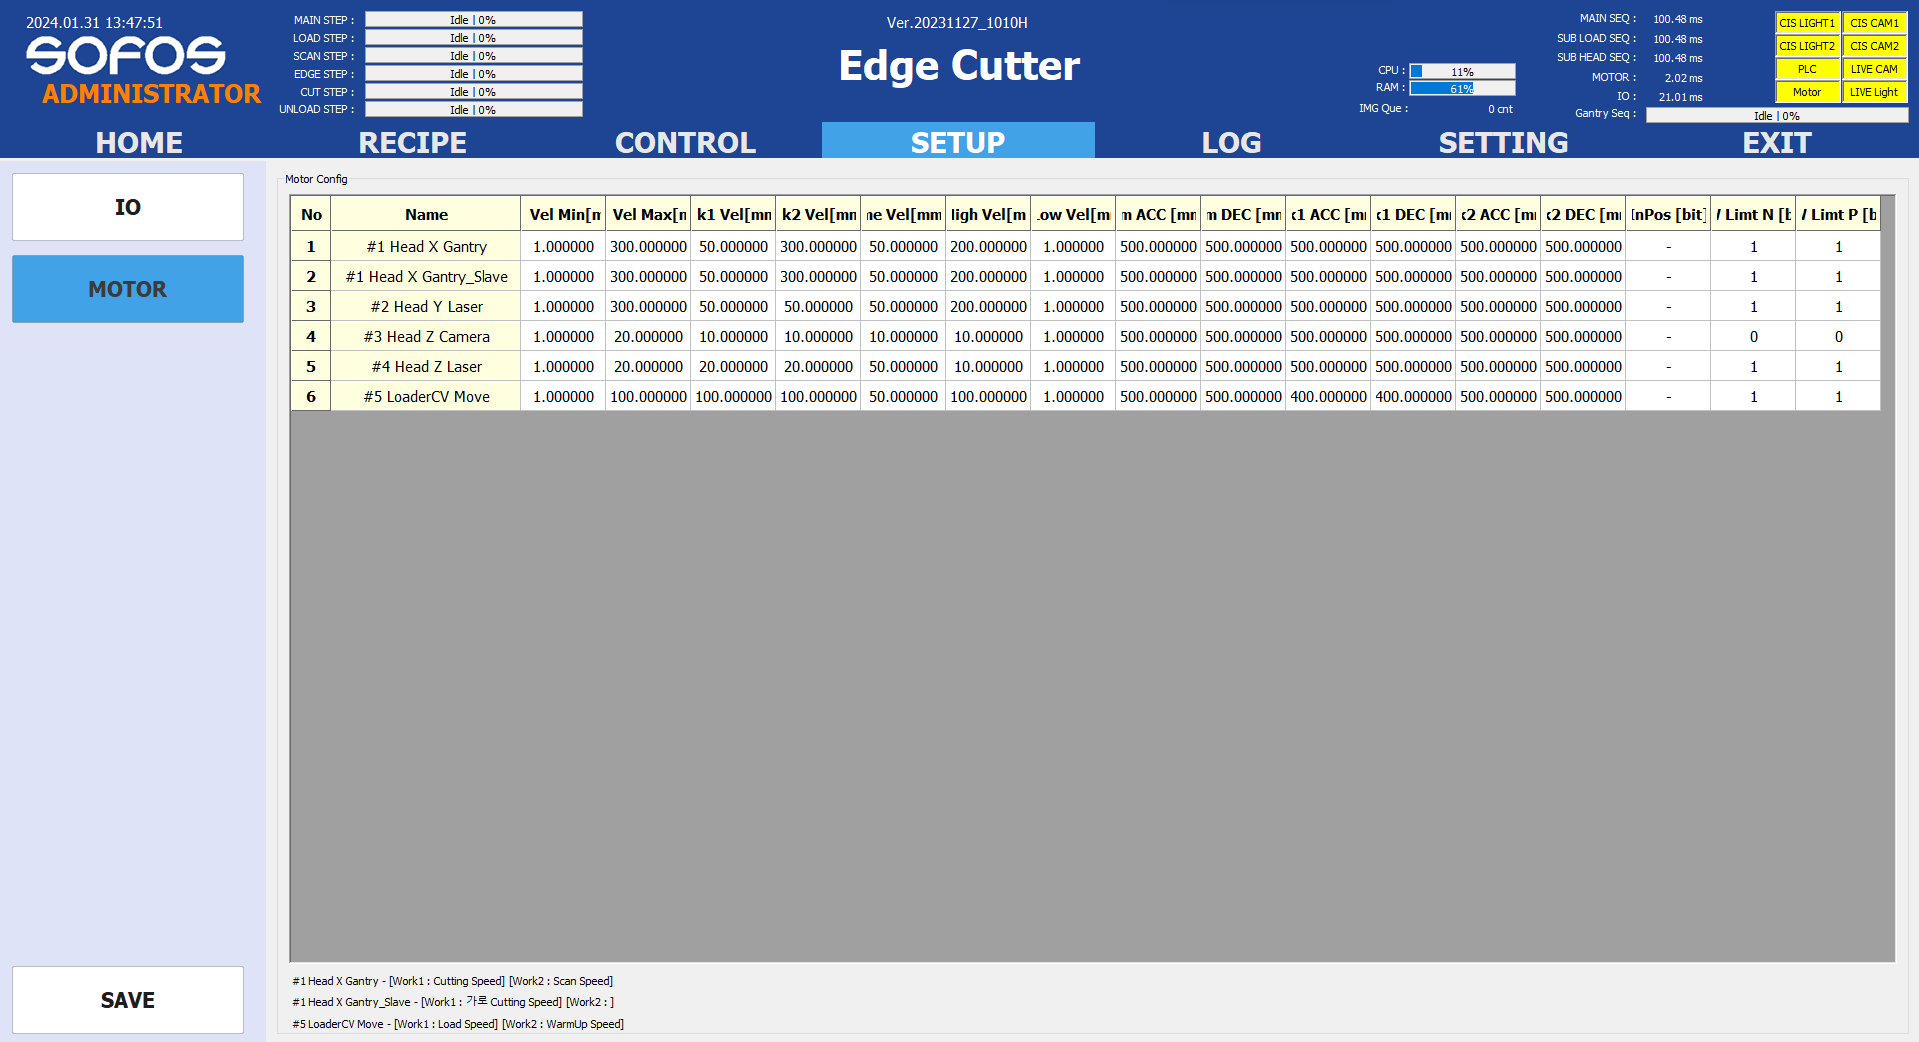 2024.01.31 13:47:51
SOFOS
ADMINISTRATOR
MAIN STEP : Idle | 0%
LOAD STEP : Idle | 0%
SCAN STEP : Idle | 0%
EDGE STEP : Idle | 0%
CUT STEP : Idle | 0%
UNLOAD STEP : Idle | 0%
Ver.20231127_1010H
Edge Cutter
CPU : 11%
RAM : 61%
IMG Que : 0 cnt
MAIN SEQ : 100.48 ms
SUB LOAD SEQ : 100.48 ms
SUB HEAD SEQ : 100.48 ms
MOTOR : 2.02 ms
IO : 21.01 ms
Gantry Seq : Idle | 0%
CIS LIGHT1 CIS CAM1
CIS LIGHT2 CIS CAM2
PLC LIVE CAM
Motor LIVE Light
HOME RECIPE CONTROL SETUP LOG SETTING EXIT
IO
MOTOR
SAVE
Motor Config
No Name Vel Min[m Vel Max[n k1 Vel[mn k2 Vel[mn ne Vel[mm ligh Vel[m .ow Vel[m m ACC [mn m DEC [mn k1 ACC [m k1 DEC [m k2 ACC [m k2 DEC [m InPos [bit] / Limt N [b / Limt P [b
1 #1 Head X Gantry 1.000000 300.000000 50.000000 300.000000 50.000000 200.000000 1.000000 500.000000 500.000000 500.000000 500.000000 500.000000 500.000000 - 1 1
2 #1 Head X Gantry_Slave 1.000000 300.000000 50.000000 300.000000 50.000000 200.000000 1.000000 500.000000 500.000000 500.000000 500.000000 500.000000 500.000000 - 1 1
3 #2 Head Y Laser 1.000000 300.000000 50.000000 50.000000 50.000000 200.000000 1.000000 500.000000 500.000000 500.000000 500.000000 500.000000 500.000000 - 1 1
4 #3 Head Z Camera 1.000000 20.000000 10.000000 10.000000 10.000000 10.000000 1.000000 500.000000 500.000000 500.000000 500.000000 500.000000 500.000000 - 0 0
5 #4 Head Z Laser 1.000000 20.000000 20.000000 20.000000 50.000000 10.000000 1.000000 500.000000 500.000000 500.000000 500.000000 500.000000 500.000000 - 1 1
6 #5 LoaderCV Move 1.000000 100.000000 100.000000 100.000000 50.000000 100.000000 1.000000 500.000000 500.000000 400.000000 400.000000 500.000000 500.000000 - 1 1
#1 Head X Gantry - [Work1 : Cutting Speed] [Work2 : Scan Speed]
#1 Head X Gantry_Slave - [Work1 : 가로 Cutting Speed] [Work2 : ]
#5 LoaderCV Move - [Work1 : Load Speed] [Work2 : WarmUp Speed]